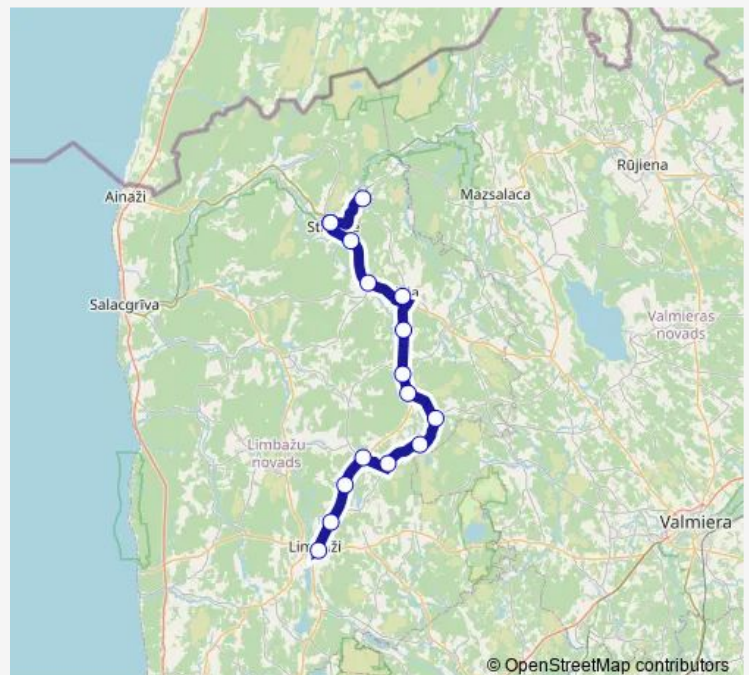 Rūjiena
Ainaži
Mazsalaca
Salacgrīva
Valmieras
novads
Limbažu
novads
Valmiera
© OpenStreetMap contributors